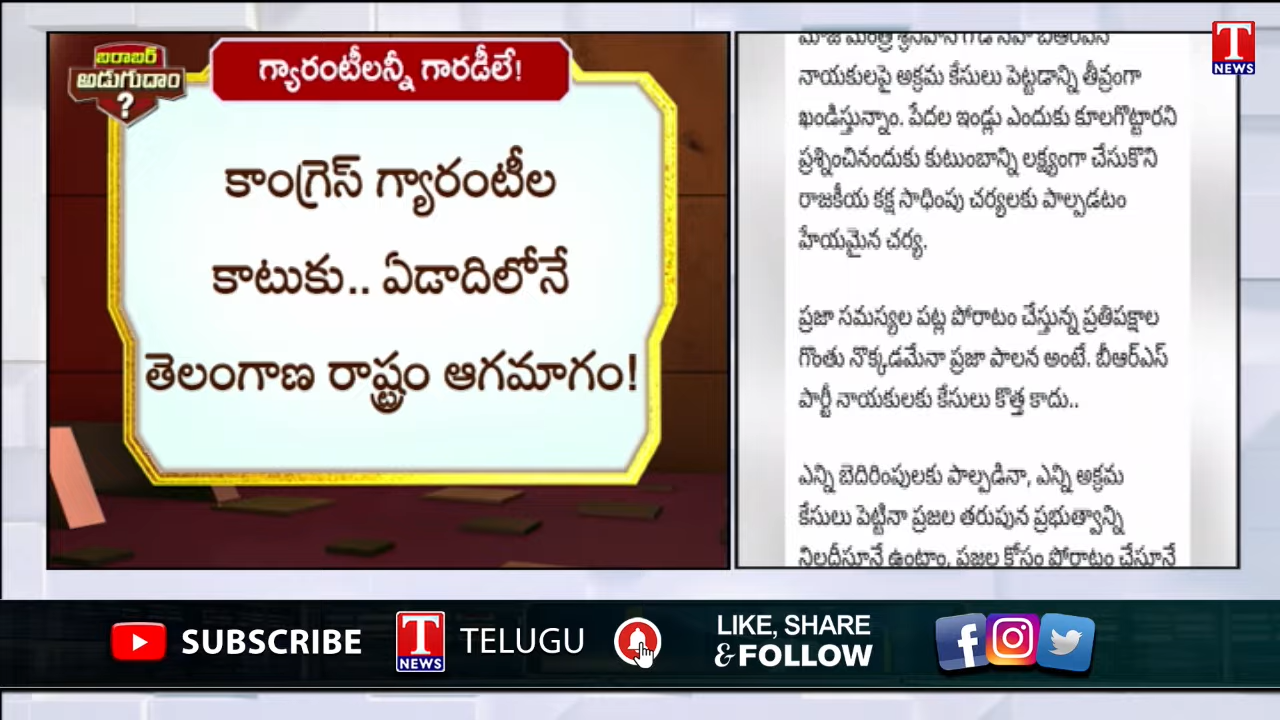 బరాబర్
అడుగుదాం
?
గ్యారంటీలన్నీ గారడీలే!
కాంగ్రెస్ గ్యారంటీల
కాటుకు.. ఏడాదిలోనే
తెలంగాణ రాష్ట్రం ఆగమాగం!
నాయకులపై అక్రమ కేసులు పెట్టడాన్ని తీవ్రంగా
ఖండిస్తున్నాం. పేదల ఇండ్లు ఎందుకు కూలగొట్టారని
ప్రశ్నించినందుకు కుటుంబాన్ని లక్ష్యంగా చేసుకొని
రాజకీయ కక్ష సాధింపు చర్యలకు పాల్పడటం
హేయమైన చర్య.
ప్రజా సమస్యల పట్ల పోరాటం చేస్తున్న ప్రతిపక్షాల
గొంతు నొక్కడమేనా ప్రజా పాలన అంటే. బీఆర్ఎస్
పార్టీ నాయకులకు కేసులు కొత్త కాదు..
ఎన్ని బెదిరింపులకు పాల్పడినా, ఎన్ని అక్రమ
కేసులు పెట్టినా ప్రజల తరుపున ప్రభుత్వాన్ని
నిలదీస్తూనే ఉంటాం. ప్రజల కోసం పోరాటం చేస్తూనే
T
NEWS
SUBSCRIBE
T
NEWS
TELUGU
LIKE, SHARE
& FOLLOW